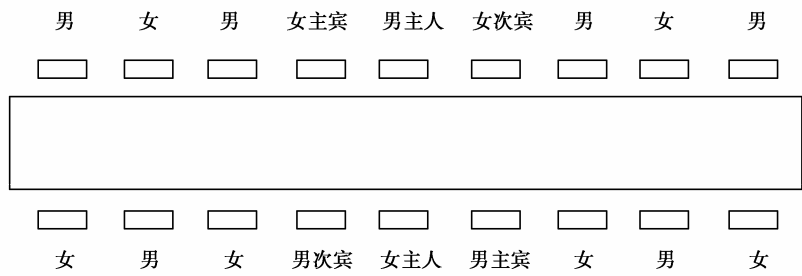 男 女 男 女主宾 男主人 女次宾 男 女 男
女 男 女 男次宾 女主人 男主宾 女 男 女